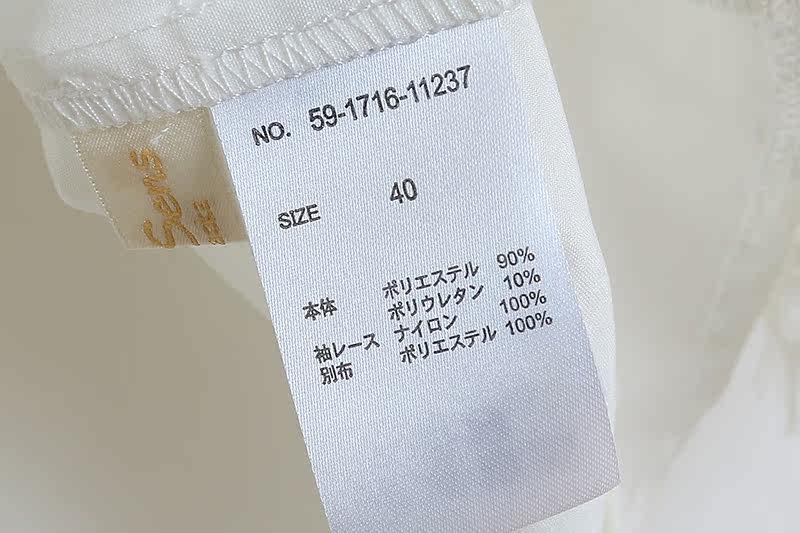 NO. 59-1716-11237
SIZE 40
本体 ポリエステル 90%
ポリウレタン 10%
袖レース ナイロン 100%
別布 ポリエステル 100%
Sens